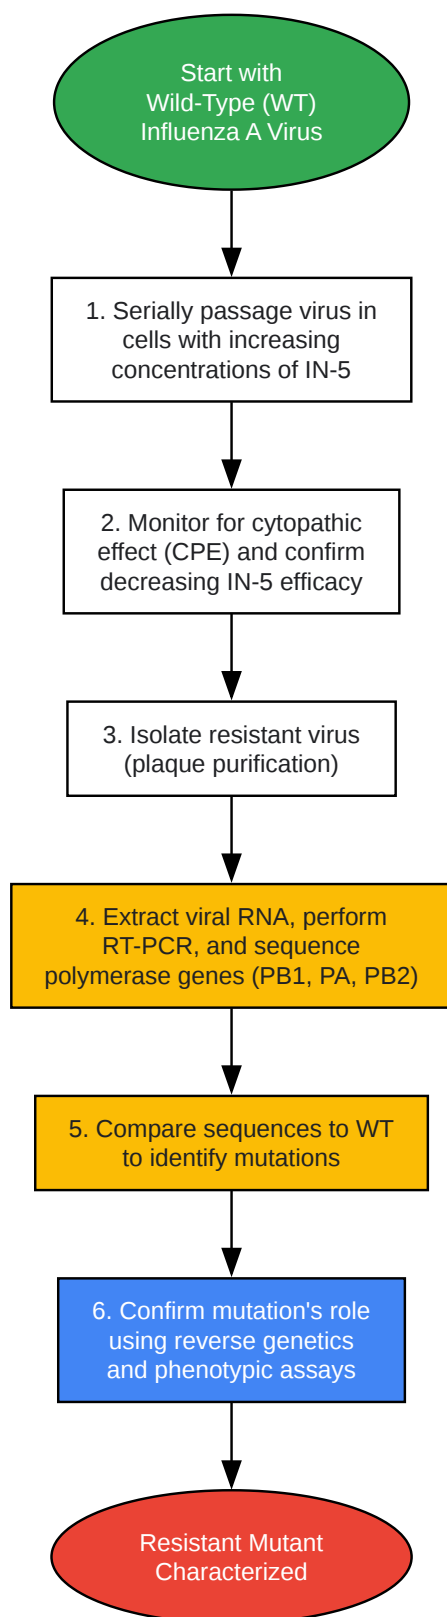 Start with
Wild-Type (WT)
Influenza A Virus
1. Serially passage virus in
cells with increasing
concentrations of IN-5
2. Monitor for cytopathic
effect (CPE) and confirm
decreasing IN-5 efficacy
3. Isolate resistant virus
(plaque purification)
4. Extract viral RNA, perform
RT-PCR, and sequence
polymerase genes (PB1, PA, PB2)
5. Compare sequences to WT
to identify mutations
6. Confirm mutation's role
using reverse genetics
and phenotypic assays
Resistant Mutant
Characterized